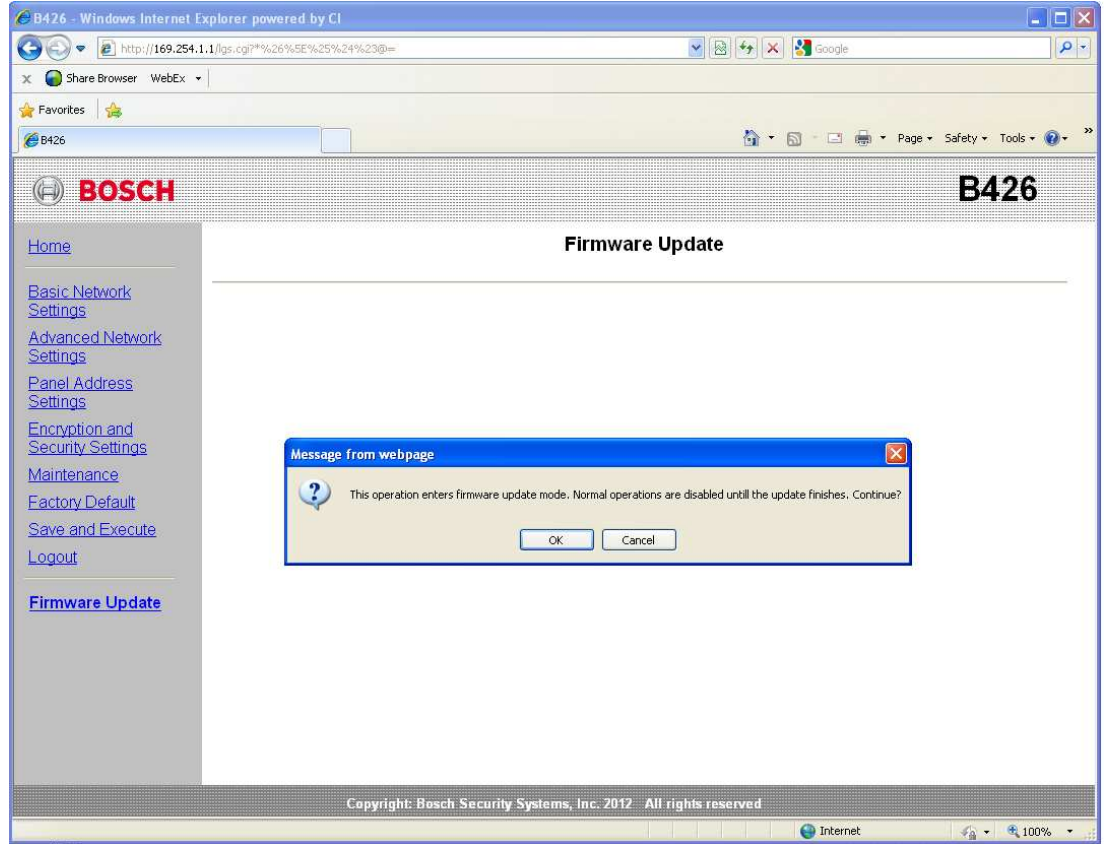 B426 - Windows Internet Explorer powered by CI
http://169.254.1.1/lgs.cgi?*%26%5E%25%24%23@=
Google
x Share Browser WebEx
Favorites
B426
Page Safety Tools »
BOSCH
B426
Home
Firmware Update
Basic Network
Settings
Advanced Network
Settings
Panel Address
Settings
Encryption and
Security Settings
Maintenance
Factory Default
Save and Execute
Logout
Firmware Update
Message from webpage
This operation enters firmware update mode. Normal operations are disabled untill the update finishes. Continue?
OK Cancel
Copyright: Bosch Security Systems, Inc. 2012 All rights reserved
Internet 100%